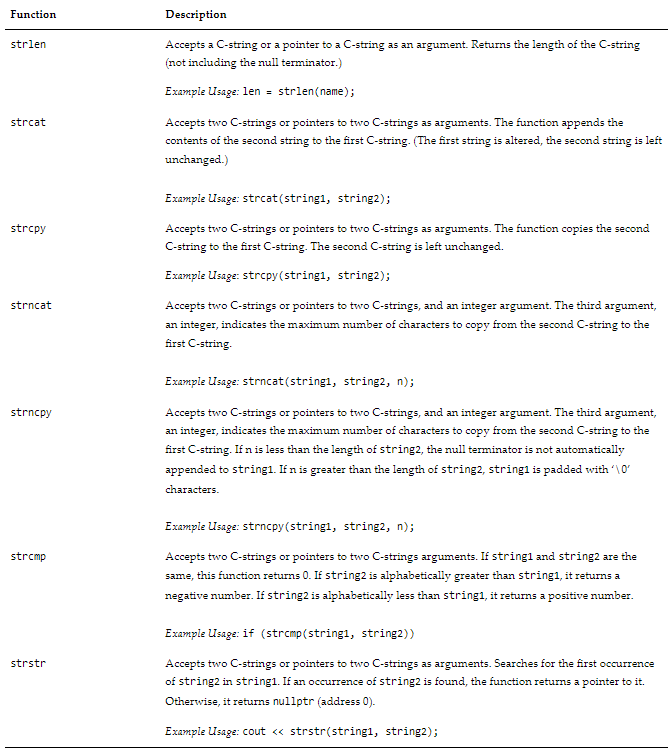 Function Description
strlen Accepts a C-string or a pointer to a C-string as an argument. Returns the length of the C-string
(not including the null terminator.)
Example Usage: len = strlen(name);
strcat Accepts two C-strings or pointers to two C-strings as arguments. The function appends the
contents of the second string to the first C-string. (The first string is altered, the second string is left
unchanged.)
Example Usage: strcat(string1, string2);
strcpy Accepts two C-strings or pointers to two C-strings as arguments. The function copies the second
C-string to the first C-string. The second C-string is left unchanged.
Example Usage: strcpy(string1, string2);
strncat Accepts two C-strings or pointers to two C-strings, and an integer argument. The third argument,
an integer, indicates the maximum number of characters to copy from the second C-string to the
first C-string.
Example Usage: strncat(string1, string2, n);
strncpy Accepts two C-strings or pointers to two C-strings, and an integer argument. The third argument,
an integer, indicates the maximum number of characters to copy from the second C-string to the
first C-string. If n is less than the length of string2, the null terminator is not automatically
appended to string1. If n is greater than the length of string2, string1 is padded with ‘\0’
characters.
Example Usage: strncpy(string1, string2, n);
strcmp Accepts two C-strings or pointers to two C-strings arguments. If string1 and string2 are the
same, this function returns 0. If string2 is alphabetically greater than string1, it returns a
negative number. If string2 is alphabetically less than string1, it returns a positive number.
Example Usage: if (strcmp(string1, string2))
strstr Accepts two C-strings or pointers to two C-strings as arguments. Searches for the first occurrence
of string2 in string1. If an occurrence of string2 is found, the function returns a pointer to it.
Otherwise, it returns nullptr (address 0).
Example Usage: cout << strstr(string1, string2);